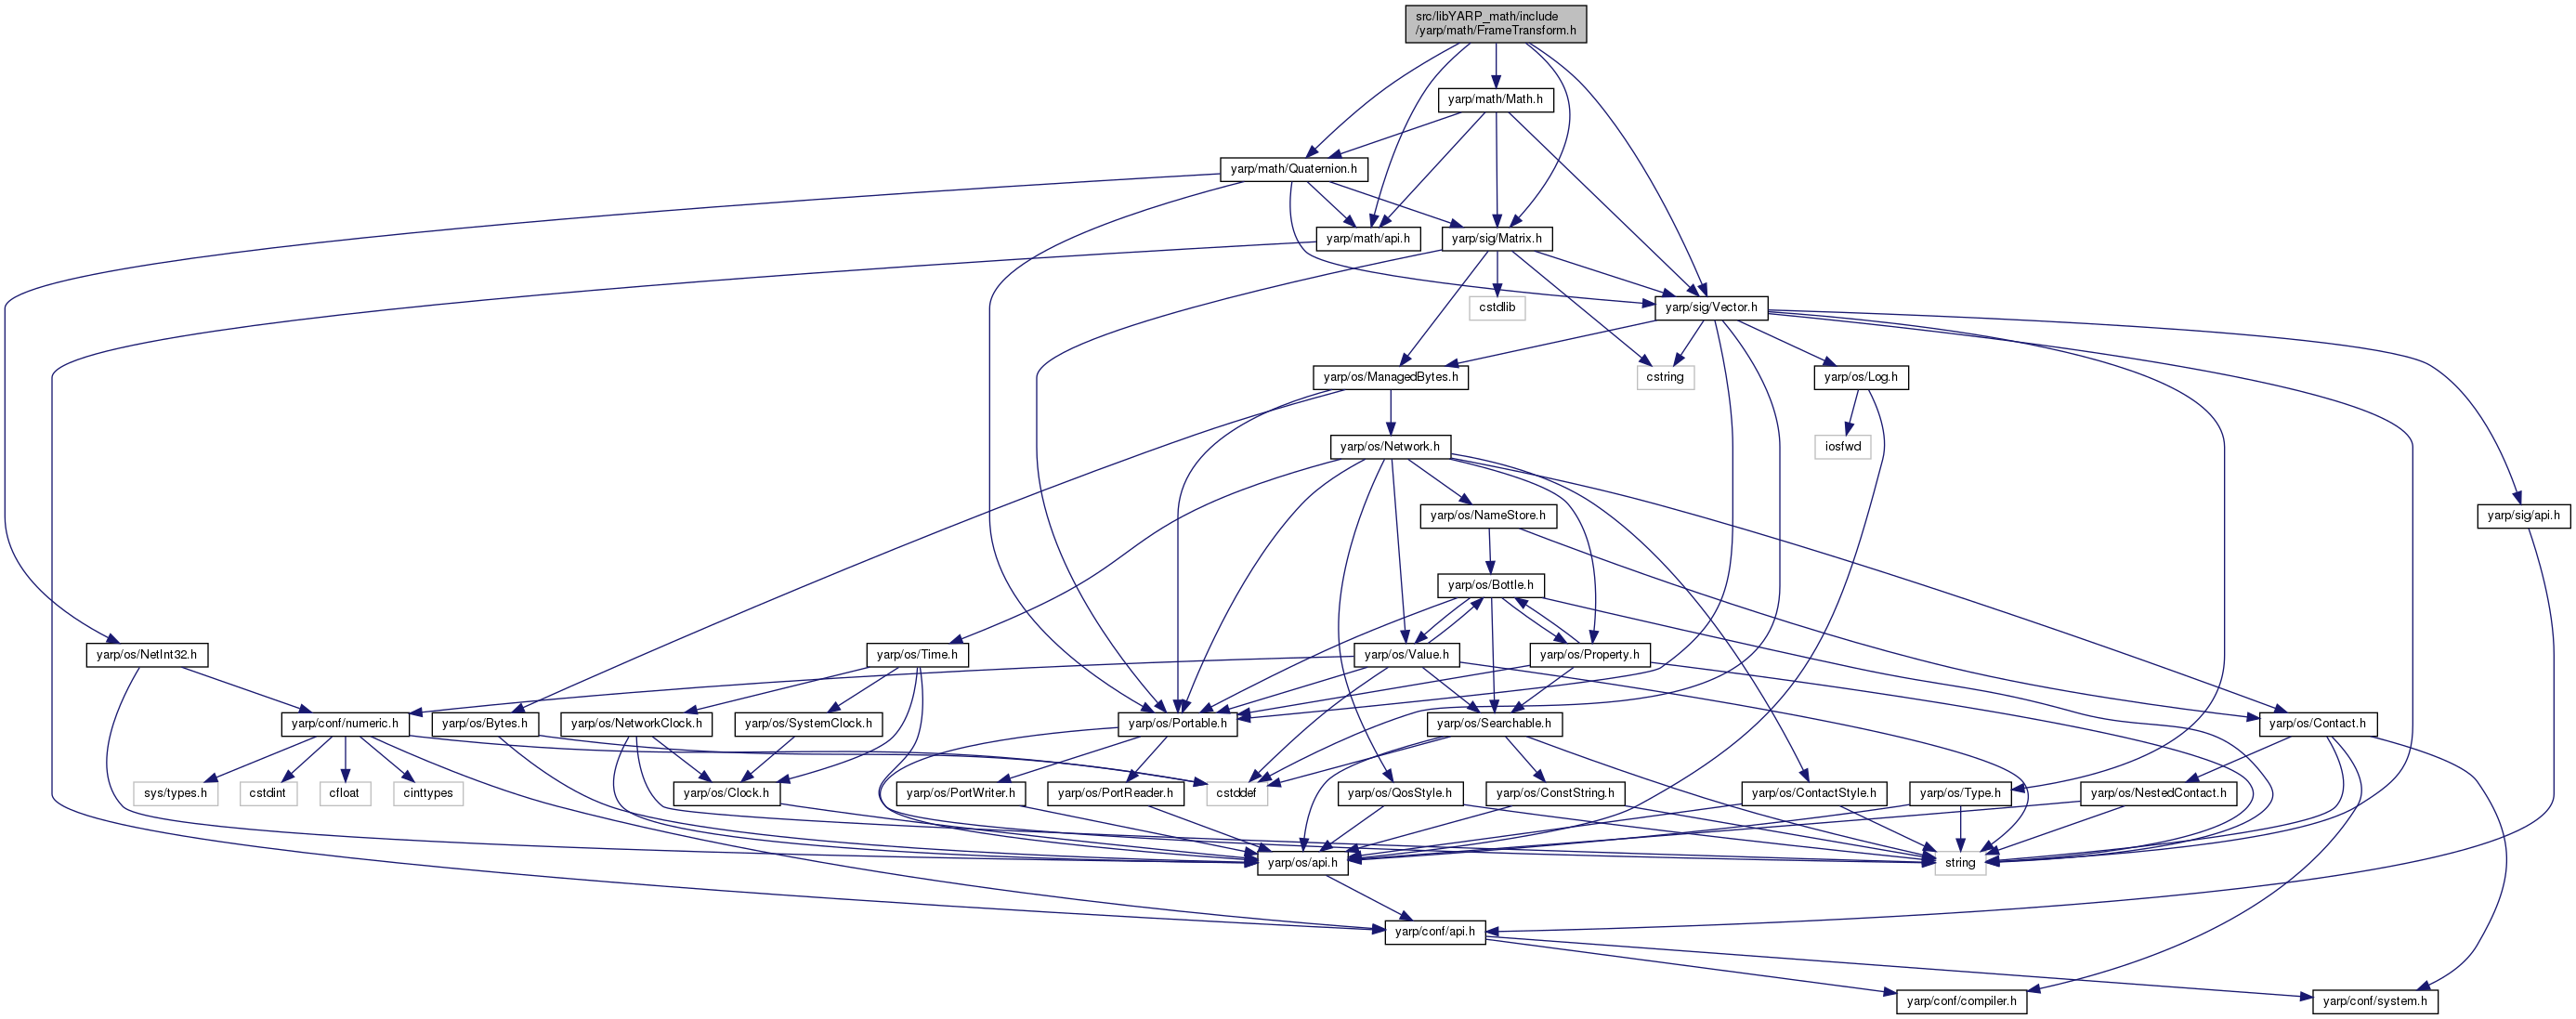 src/libYARP_math/include
/yarp/math/FrameTransform.h
yarp/math/Math.h
yarp/math/Quaternion.h
yarp/math/api.h
yarp/sig/Matrix.h
cstdlib
yarp/sig/Vector.h
yarp/os/ManagedBytes.h
cstring
yarp/os/Log.h
yarp/os/Network.h
iosfwd
yarp/os/NameStore.h
yarp/sig/api.h
yarp/os/Bottle.h
yarp/os/NetInt32.h
yarp/os/Time.h
yarp/os/Value.h
yarp/os/Property.h
yarp/conf/numeric.h
yarp/os/Bytes.h
yarp/os/NetworkClock.h
yarp/os/SystemClock.h
yarp/os/Portable.h
yarp/os/Searchable.h
yarp/os/Contact.h
sys/types.h
cstdint
cfloat
cinttypes
yarp/os/Clock.h
yarp/os/PortWriter.h
yarp/os/PortReader.h
cstddef
yarp/os/QosStyle.h
yarp/os/ConstString.h
yarp/os/ContactStyle.h
yarp/os/Type.h
yarp/os/NestedContact.h
yarp/os/api.h
string
yarp/conf/api.h
yarp/conf/compiler.h
yarp/conf/system.h